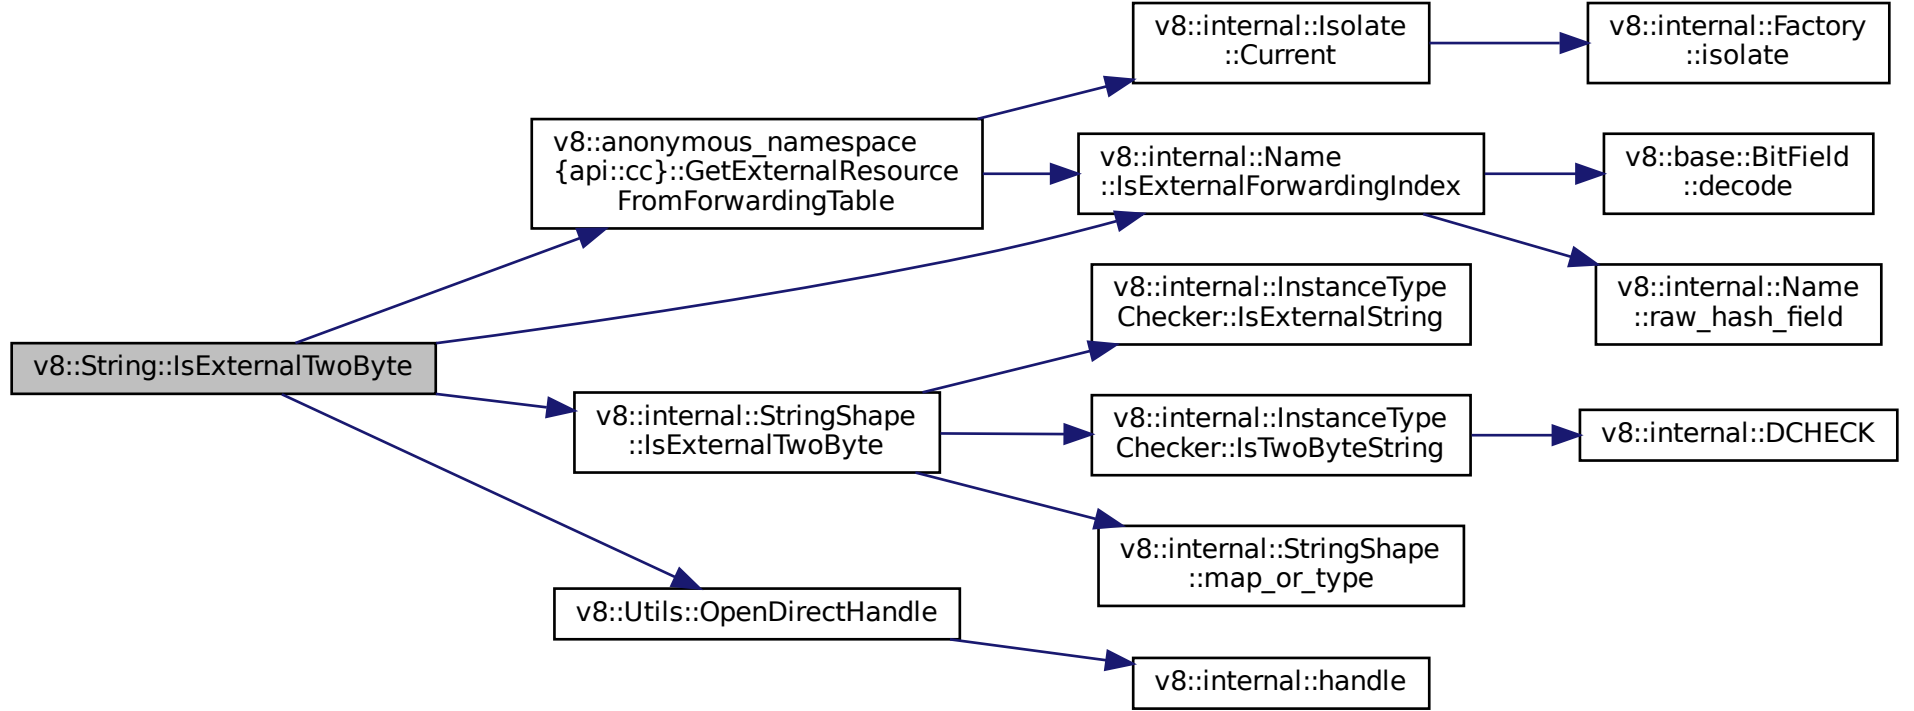 v8::String::IsExternalTwoByte
v8::anonymous_namespace
{api::cc}::GetExternalResource
FromForwardingTable
v8::internal::StringShape
::IsExternalTwoByte
v8::Utils::OpenDirectHandle
v8::internal::Isolate
::Current
v8::internal::Name
::IsExternalForwardingIndex
v8::internal::InstanceType
Checker::IsExternalString
v8::internal::InstanceType
Checker::IsTwoByteString
v8::internal::StringShape
::map_or_type
v8::internal::handle
v8::internal::Factory
::isolate
v8::base::BitField
::decode
v8::internal::Name
::raw_hash_field
v8::internal::DCHECK